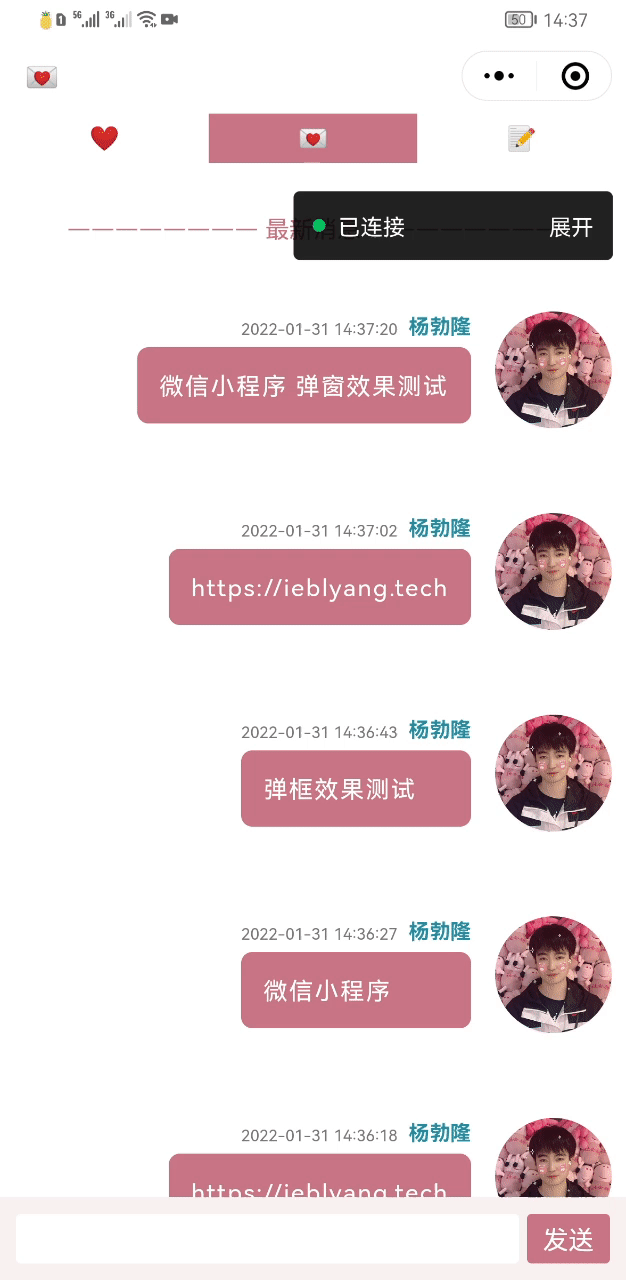 5G 3G 50 14:37
最新消
已连接 展开
2022-01-31 14:37:20 杨勃隆
微信小程序 弹窗效果测试
2022-01-31 14:37:02 杨勃隆
https://ieblyang.tech
2022-01-31 14:36:43 杨勃隆
弹框效果测试
2022-01-31 14:36:27 杨勃隆
微信小程序
2022-01-31 14:36:18 杨勃隆
https://ieblyang.tech
发送